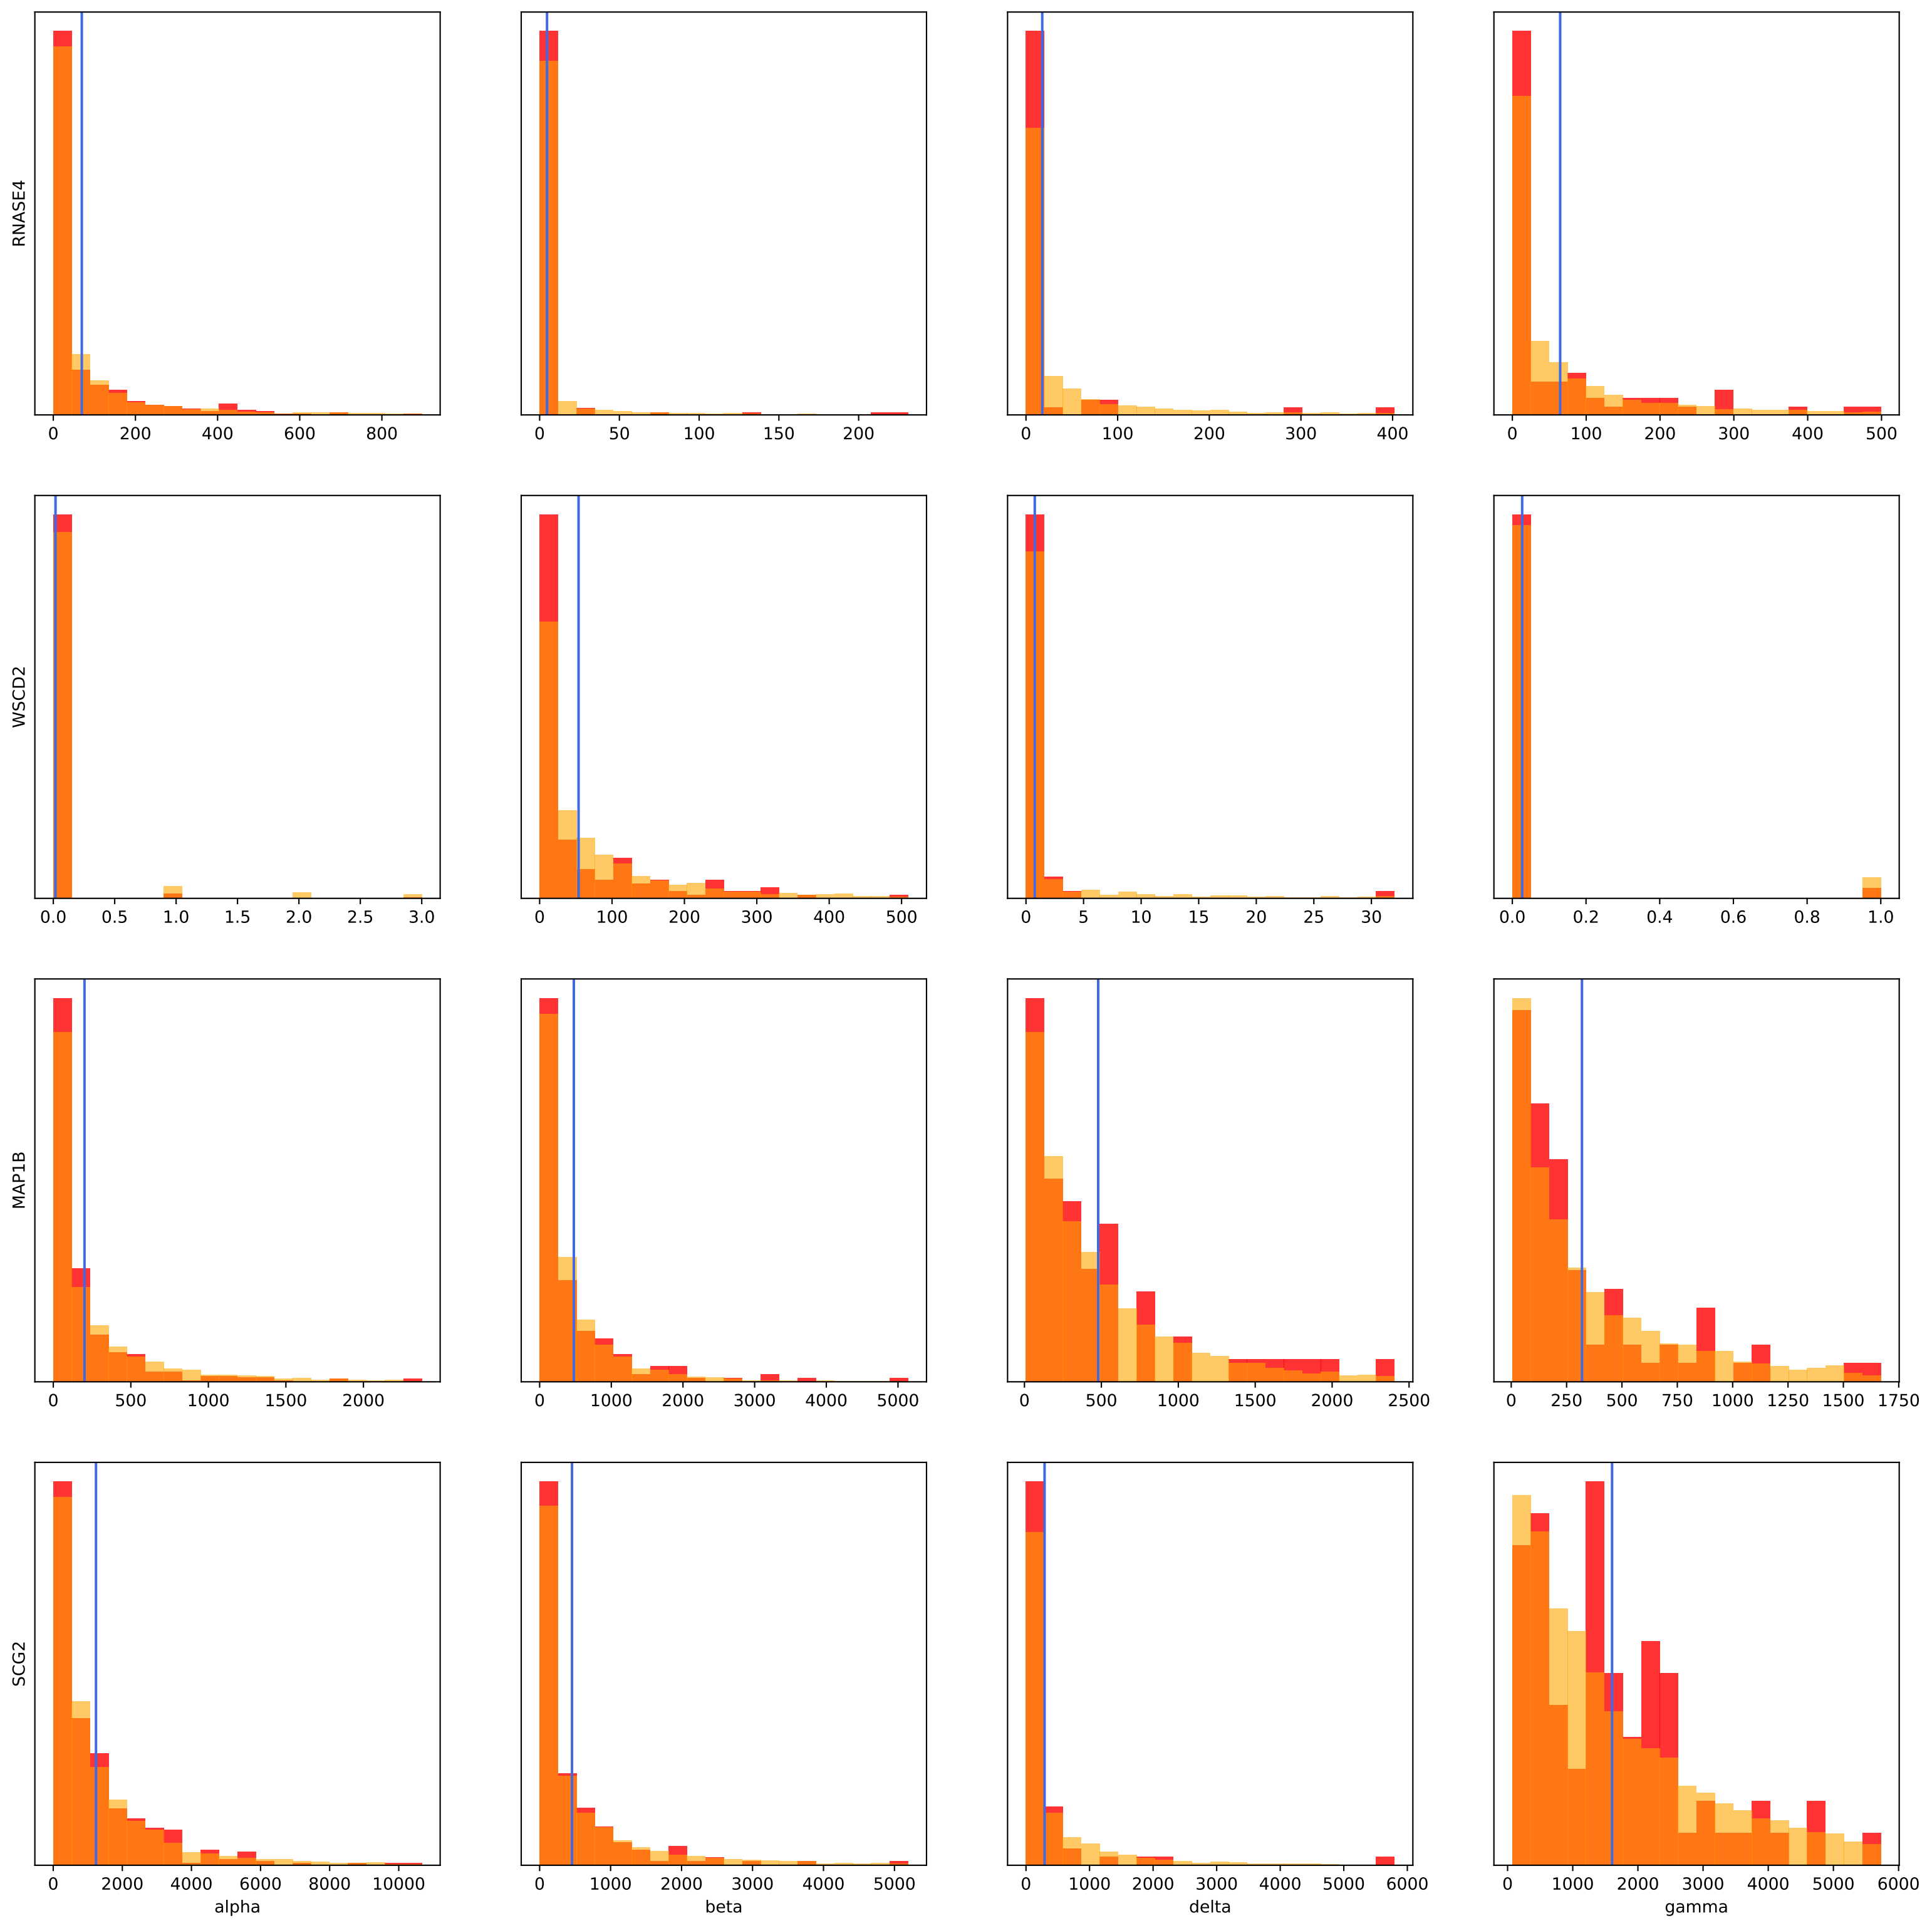 RNASE4
0 200 400 600 800
0 50 100 150 200
0 100 200 300 400
0 100 200 300 400 500
WSCD2
0.0 0.5 1.0 1.5 2.0 2.5 3.0
0 100 200 300 400 500
0 5 10 15 20 25 30
0.0 0.2 0.4 0.6 0.8 1.0
MAP1B
0 500 1000 1500 2000
0 1000 2000 3000 4000 5000
0 500 1000 1500 2000 2500
0 250 500 750 1000 1250 1500 1750
SCG2
0 2000 4000 6000 8000 10000
alpha
0 1000 2000 3000 4000 5000
beta
0 1000 2000 3000 4000 5000 6000
delta
0 1000 2000 3000 4000 5000 6000
gamma